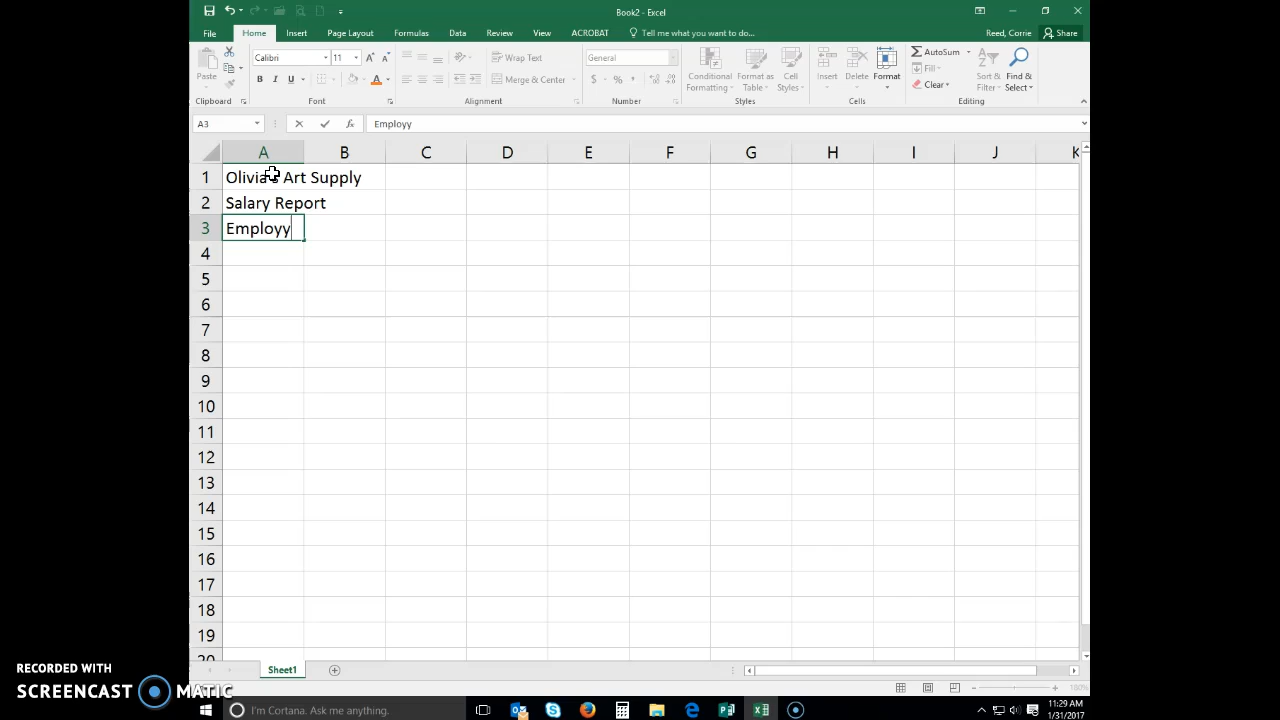 Book2 - Excel
Reed, Corrie
Share
File Home Insert Page Layout Formulas Data Review View ACROBAT Tell me what you want to do...
Paste
Calibri 11
B I U
Wrap Text
Merge & Center
General
$ % ,
Conditional Formatting
Format as Table
Cell Styles
Insert Delete Format
AutoSum
Fill
Clear
Sort & Filter
Find & Select
Clipboard Font Alignment Number Styles Cells Editing
A3 fx Employy
A B C D E F G H I J K
1 Olivia's Art Supply
2 Salary Report
3 Employy
4
5
6
7
8
9
10
11
12
13
14
15
16
17
18
19
20
Sheet1
180%
RECORDED WITH
SCREENCAST MATIC
I'm Cortana. Ask me anything.
11:29 AM
1/31/2017